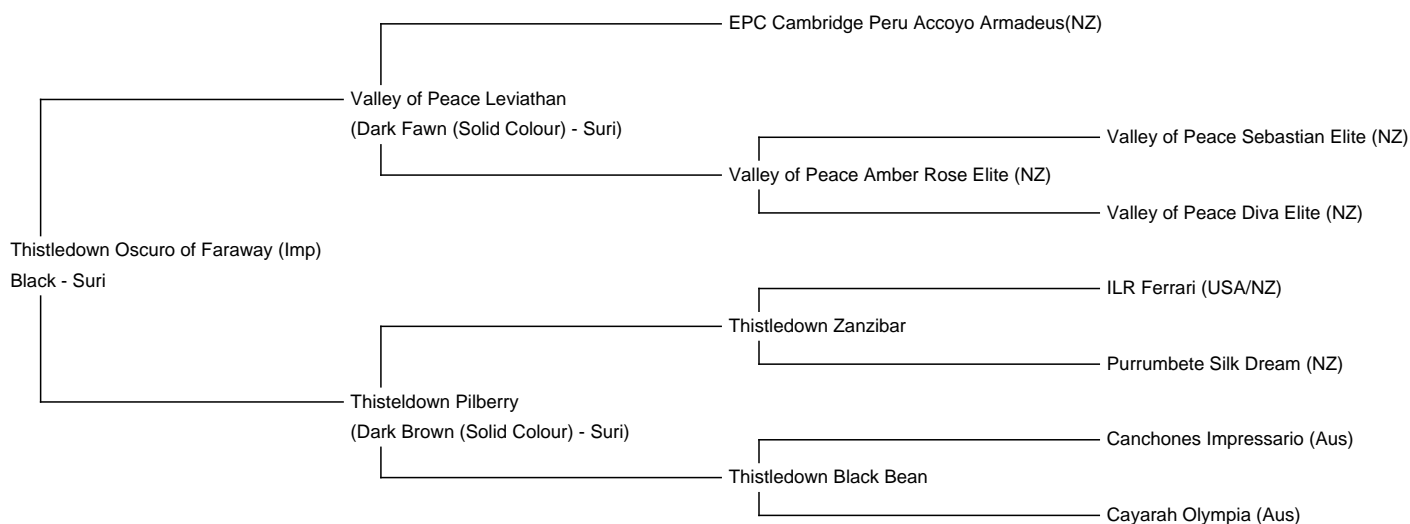 EPC Cambridge Peru Accoyo Armadeus(NZ)
Valley of Peace Leviathan
(Dark Fawn (Solid Colour) - Suri)
Valley of Peace Sebastian Elite (NZ)
Valley of Peace Amber Rose Elite (NZ)
Valley of Peace Diva Elite (NZ)
Thistledown Oscuro of Faraway (Imp)
Black - Suri
ILR Ferrari (USA/NZ)
Thistledown Zanzibar
Purrumbete Silk Dream (NZ)
Thisteldown Pilberry
(Dark Brown (Solid Colour) - Suri)
Canchones Impressario (Aus)
Thistledown Black Bean
Cayarah Olympia (Aus)